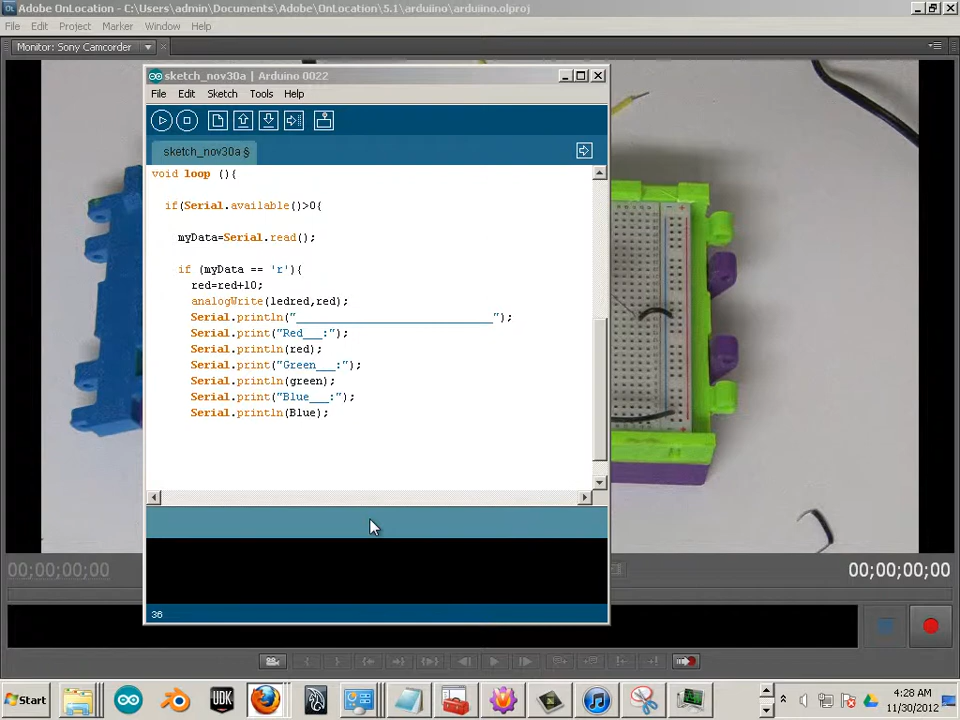 Ol Adobe OnLocation - C:\Users\admin\Documents\Adobe\OnLocation\5.1\arduiino\arduiino.olproj
File Edit Project Marker Window Help
Monitor: Sony Camcorder
sketch_nov30a | Arduino 0022
File Edit Sketch Tools Help
sketch_nov30a §
void loop (){
if(Serial.available()>0{
myData=Serial.read();
if (myData == 'r'){
red=red+10;
analogWrite(ledred,red);
Serial.println("______________________________");
Serial.print("Red___:");
Serial.println(red);
Serial.print("Green___:");
Serial.println(green);
Serial.print("Blue___:");
Serial.println(Blue);
36
00;00;00;00
00;00;00;00
Start
UDK
4:28 AM
11/30/2012